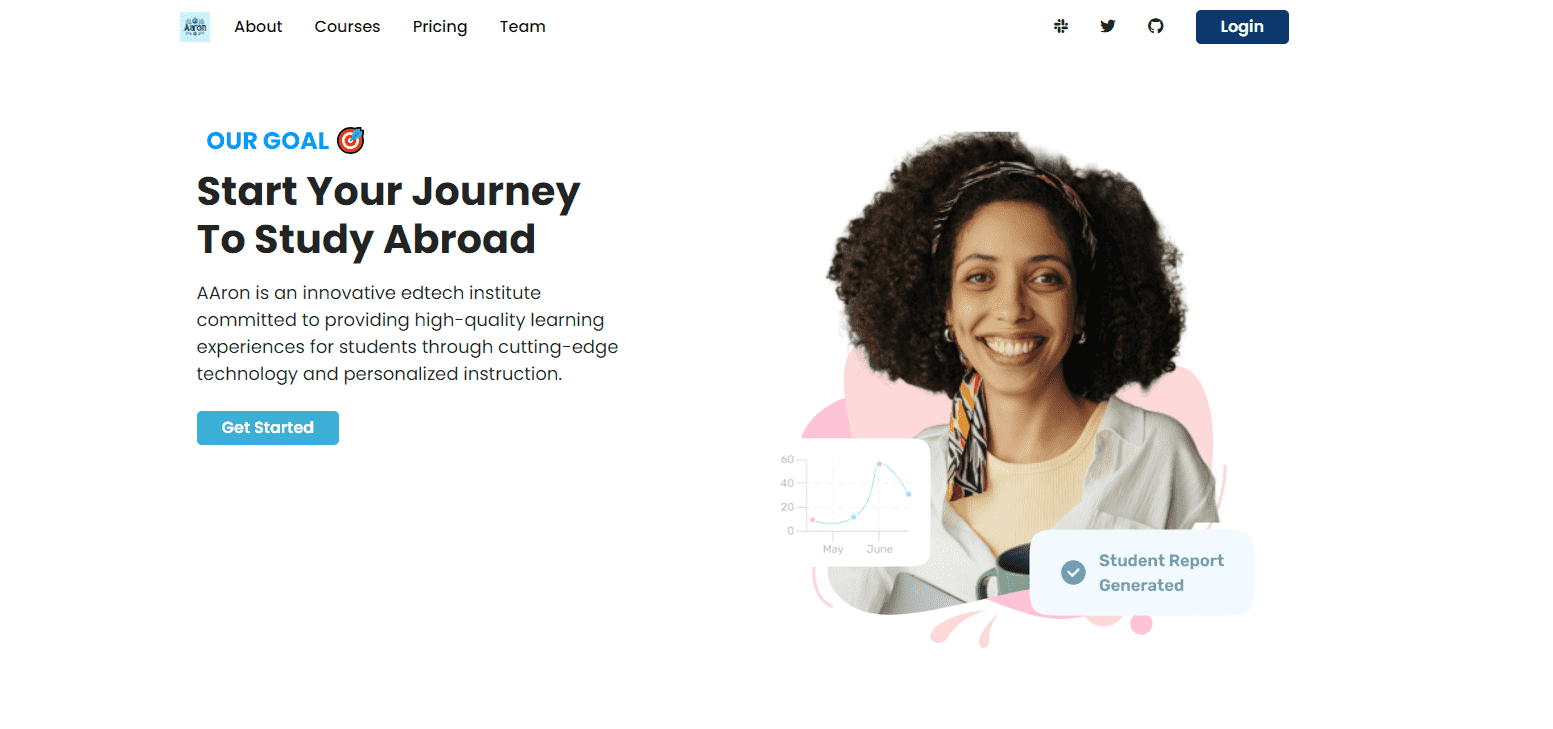 AAron
About
Courses
Pricing
Team
Login
OUR GOAL
Start Your Journey
To Study Abroad
AAron is an innovative edtech institute
committed to providing high-quality learning
experiences for students through cutting-edge
technology and personalized instruction.
Get Started
60
40
20
0
May
June
Student Report
Generated